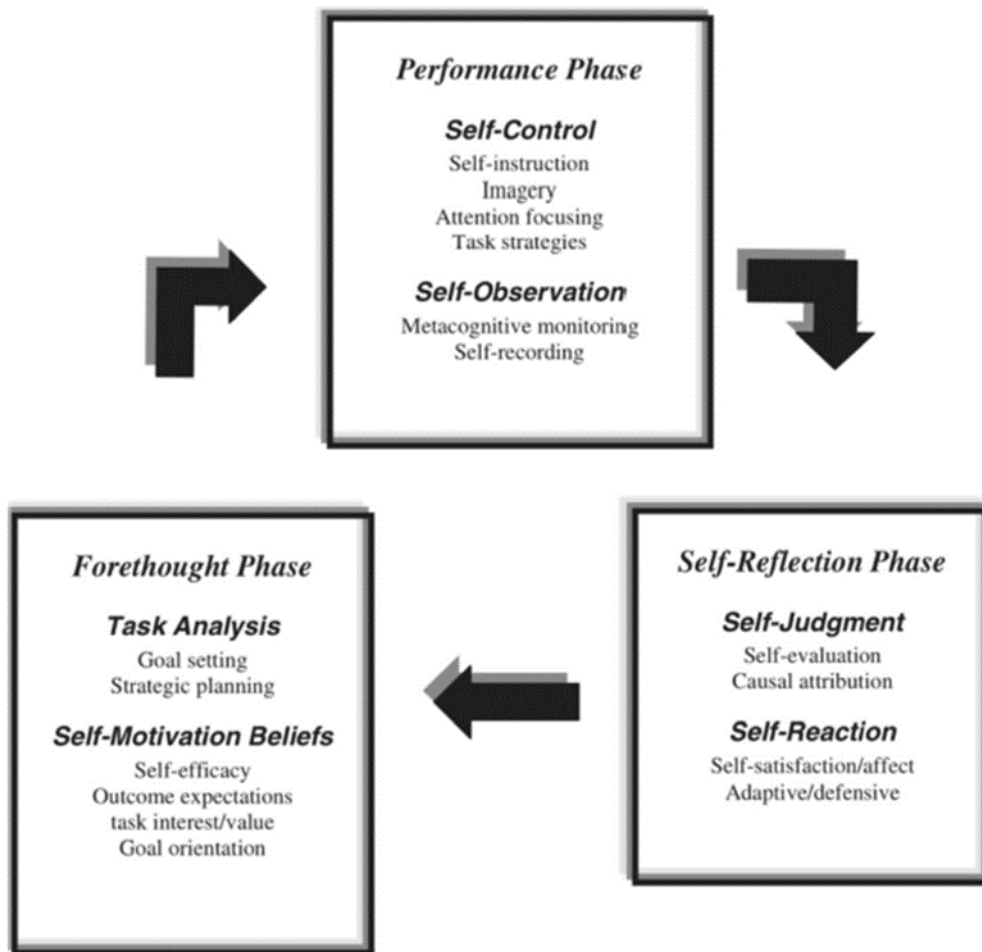 Performance Phase
Self-Control
Self-instruction
Imagery
Attention focusing
Task strategies
Self-Observation
Metacognitive monitoring
Self-recording
Forethought Phase
Task Analysis
Goal setting
Strategic planning
Self-Motivation Beliefs
Self-efficacy
Outcome expectations
task interest/value
Goal orientation
Self-Reflection Phase
Self-Judgment
Self-evaluation
Causal attribution
Self-Reaction
Self-satisfaction/affect
Adaptive/defensive